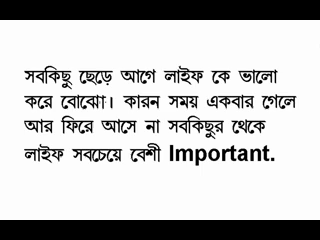 সবকিছু ছেড়ে আগে লাইফ কে ভালো
করে বোঝো। কারন সময় একবার গেলে
আর ফিরে আসে না সবকিছুর থেকে
লাইফ সবচেয়ে বেশী Important.